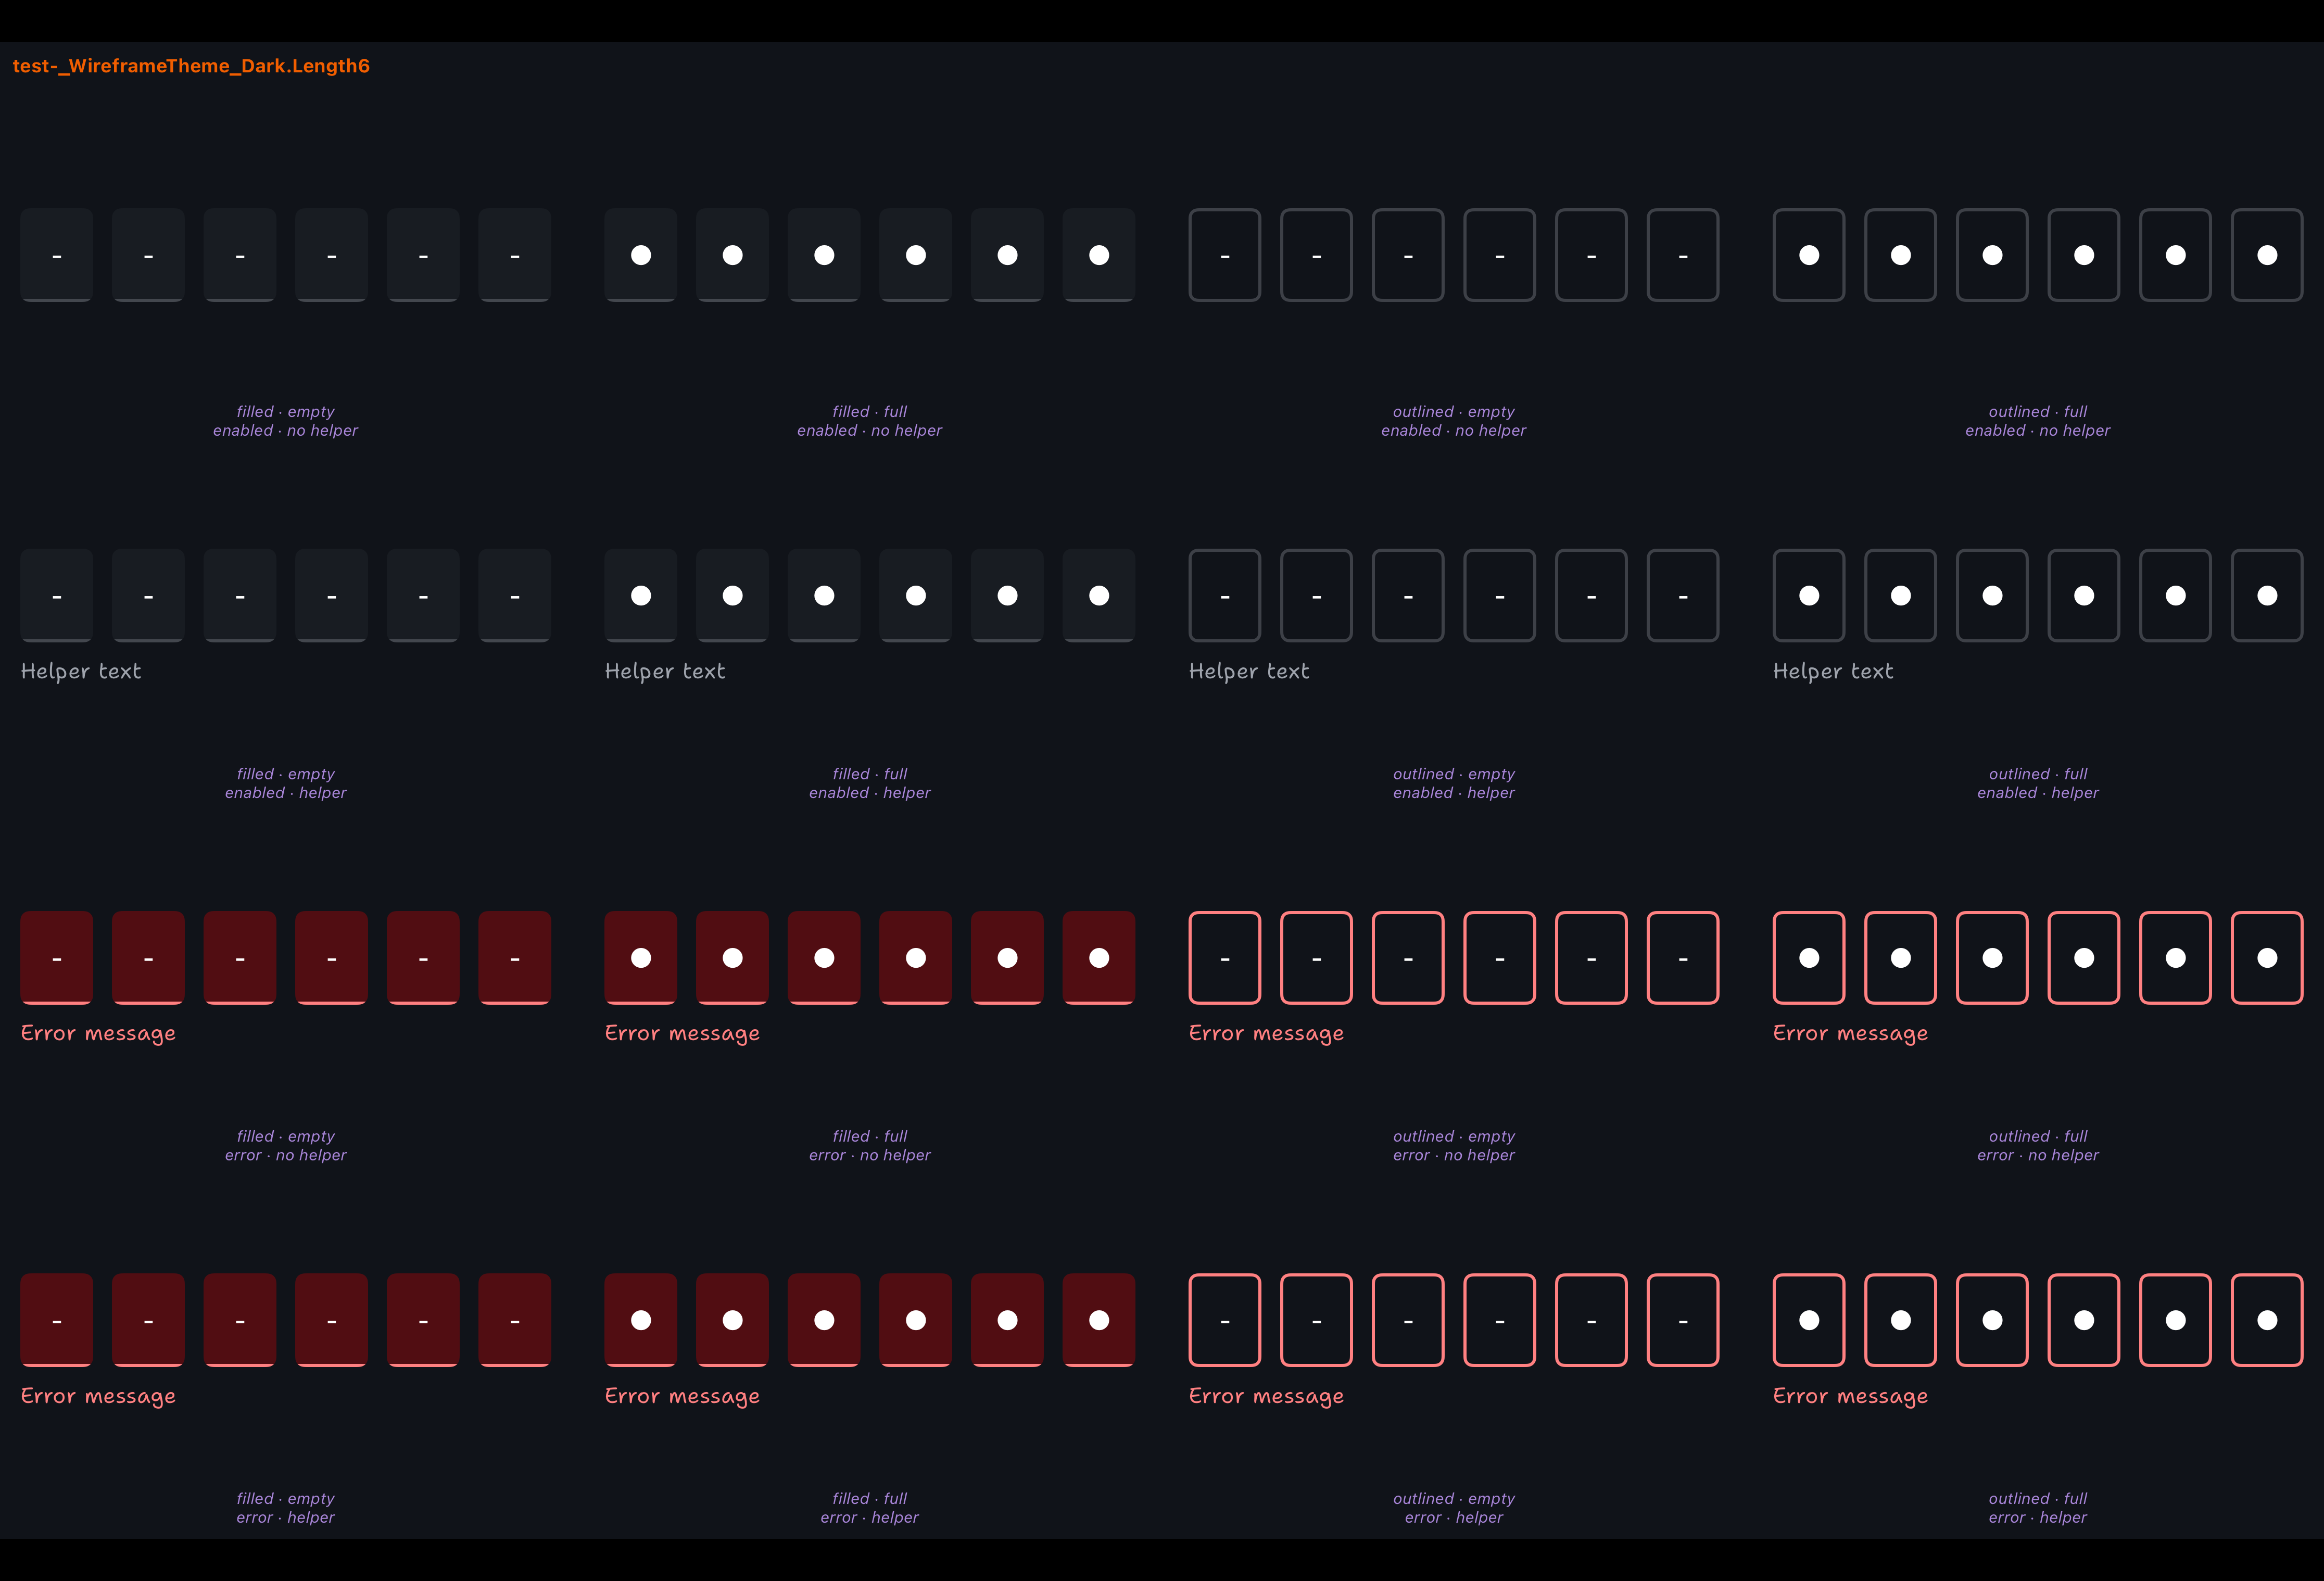 test-_WireframeTheme_Dark.Length6
- - - - - -
● ● ● ● ● ●
- - - - - -
● ● ● ● ● ●
filled · empty
enabled · no helper
filled · full
enabled · no helper
outlined · empty
enabled · no helper
outlined · full
enabled · no helper
- - - - - -
● ● ● ● ● ●
- - - - - -
● ● ● ● ● ●
Helper text
Helper text
Helper text
Helper text
filled · empty
enabled · helper
filled · full
enabled · helper
outlined · empty
enabled · helper
outlined · full
enabled · helper
- - - - - -
● ● ● ● ● ●
- - - - - -
● ● ● ● ● ●
Error message
Error message
Error message
Error message
filled · empty
error · no helper
filled · full
error · no helper
outlined · empty
error · no helper
outlined · full
error · no helper
- - - - - -
● ● ● ● ● ●
- - - - - -
● ● ● ● ● ●
Error message
Error message
Error message
Error message
filled · empty
error · helper
filled · full
error · helper
outlined · empty
error · helper
outlined · full
error · helper